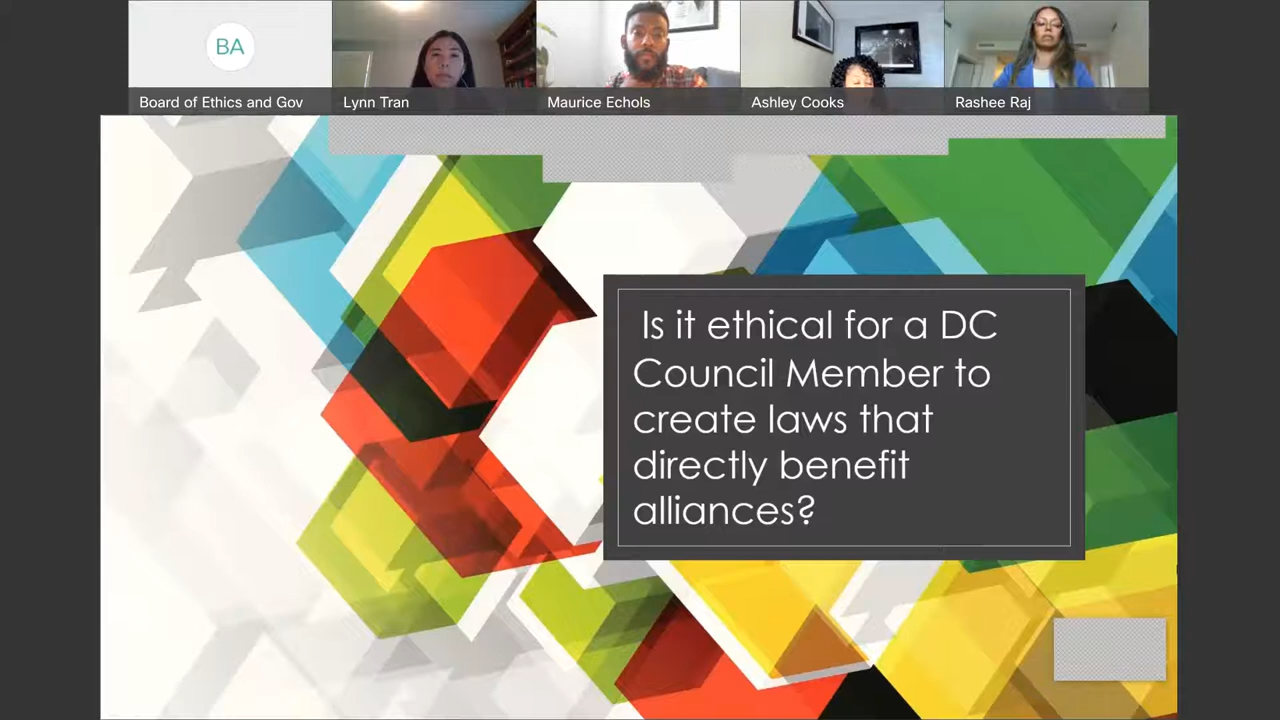 BA
Board of Ethics and Gov
Lynn Tran
Maurice Echols
Ashley Cooks
Rashee Raj
Is it ethical for a DC
Council Member to
create laws that
directly benefit
alliances?